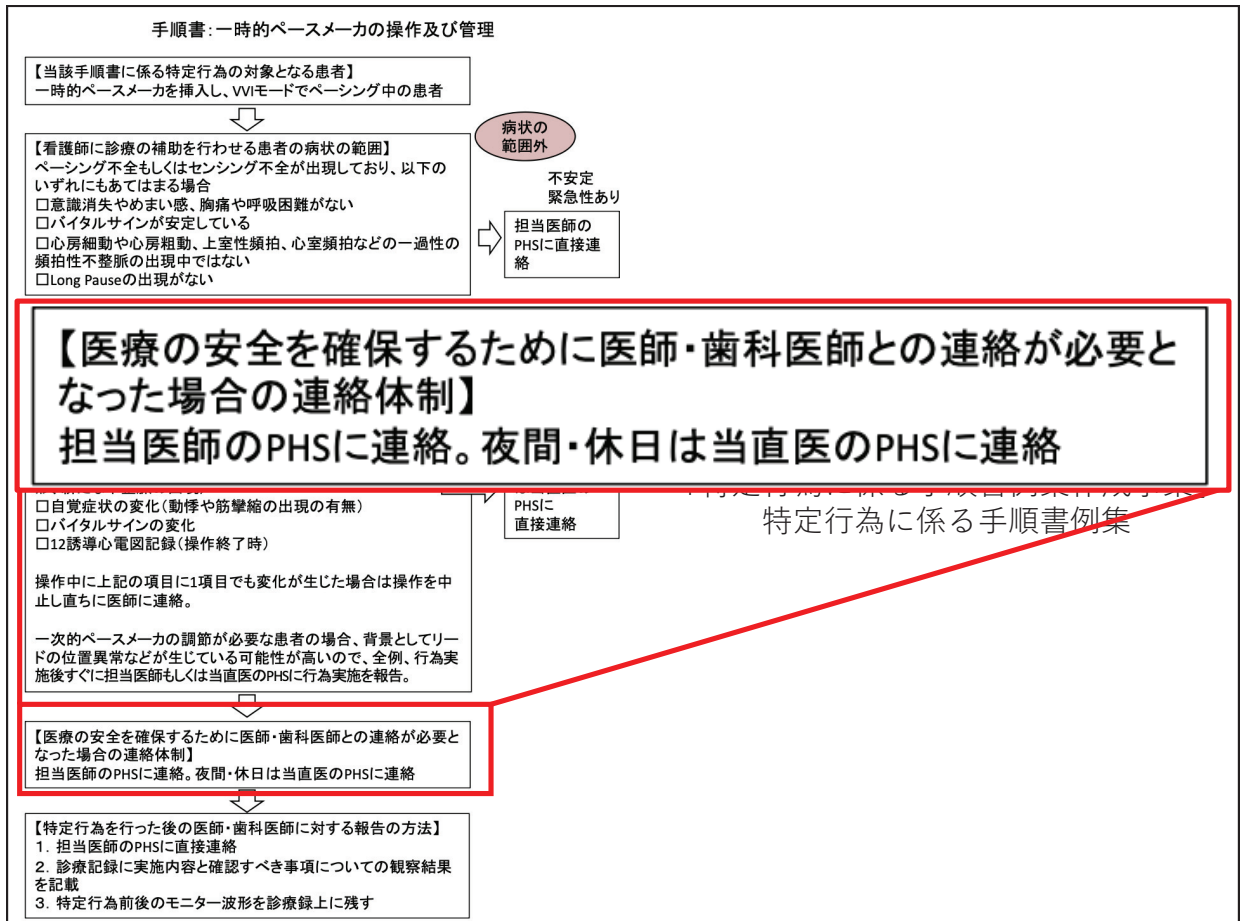 手順書：一時的ペースメーカの操作及び管理
【当該手順書に係る特定行為の対象となる患者】
一時的ペースメーカを挿入し、VVIモードでペーシング中の患者
【看護師に診療の補助を行わせる患者の病状の範囲】
ペーシング不全もしくはセンシング不全が出現しており、以下の
いずれにもあてはまる場合
□意識消失やめまい感、胸痛や呼吸困難がない
□バイタルサインが安定している
□心房細動や心房粗動、上室性頻拍、心室頻拍などの一過性の
頻拍性不整脈の出現中ではない
□Long Pauseの出現がない
病状の
範囲外
不安定
緊急性あり
担当医師の
PHSに直接連
絡
【医療の安全を確保するために医師・歯科医師との連絡が必要と
なった場合の連絡体制】
担当医師のPHSに連絡。夜間・休日は当直医のPHSに連絡
□自覚症状の変化（動悸や筋攣縮の出現の有無）
□バイタルサインの変化
□12誘導心電図記録（操作終了時）
PHSに
直接連絡
特定行為に係る手順書例集
操作中に上記の項目に1項目でも変化が生じた場合は操作を中
止し直ちに医師に連絡。
一次的ペースメーカの調節が必要な患者の場合、背景としてリー
ドの位置異常などが生じている可能性が高いので、全例、行為実
施後すぐに担当医師もしくは当直医のPHSに行為実施を報告。
【医療の安全を確保するために医師・歯科医師との連絡が必要と
なった場合の連絡体制】
担当医師のPHSに連絡。夜間・休日は当直医のPHSに連絡
【特定行為を行った後の医師・歯科医師に対する報告の方法】
1．担当医師のPHSに直接連絡
2．診療記録に実施内容と確認すべき事項についての観察結果
を記載
3．特定行為前後のモニター波形を診療録上に残す